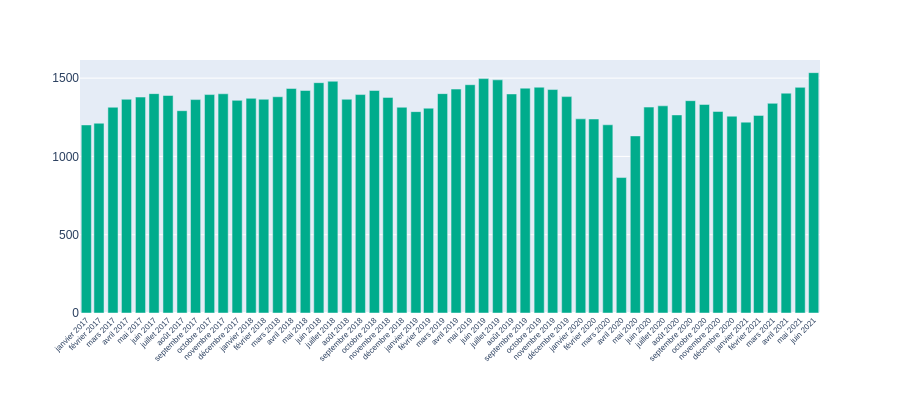 1500
1000
500
0
janvier 2017
février 2017
mars 2017
avril 2017
mai 2017
juin 2017
juillet 2017
août 2017
septembre 2017
octobre 2017
novembre 2017
décembre 2017
janvier 2018
février 2018
mars 2018
avril 2018
mai 2018
juin 2018
juillet 2018
août 2018
septembre 2018
octobre 2018
novembre 2018
décembre 2018
janvier 2019
février 2019
mars 2019
avril 2019
mai 2019
juin 2019
juillet 2019
août 2019
septembre 2019
octobre 2019
novembre 2019
décembre 2019
janvier 2020
février 2020
mars 2020
avril 2020
mai 2020
juin 2020
juillet 2020
août 2020
septembre 2020
octobre 2020
novembre 2020
décembre 2020
janvier 2021
février 2021
mars 2021
avril 2021
mai 2021
juin 2021